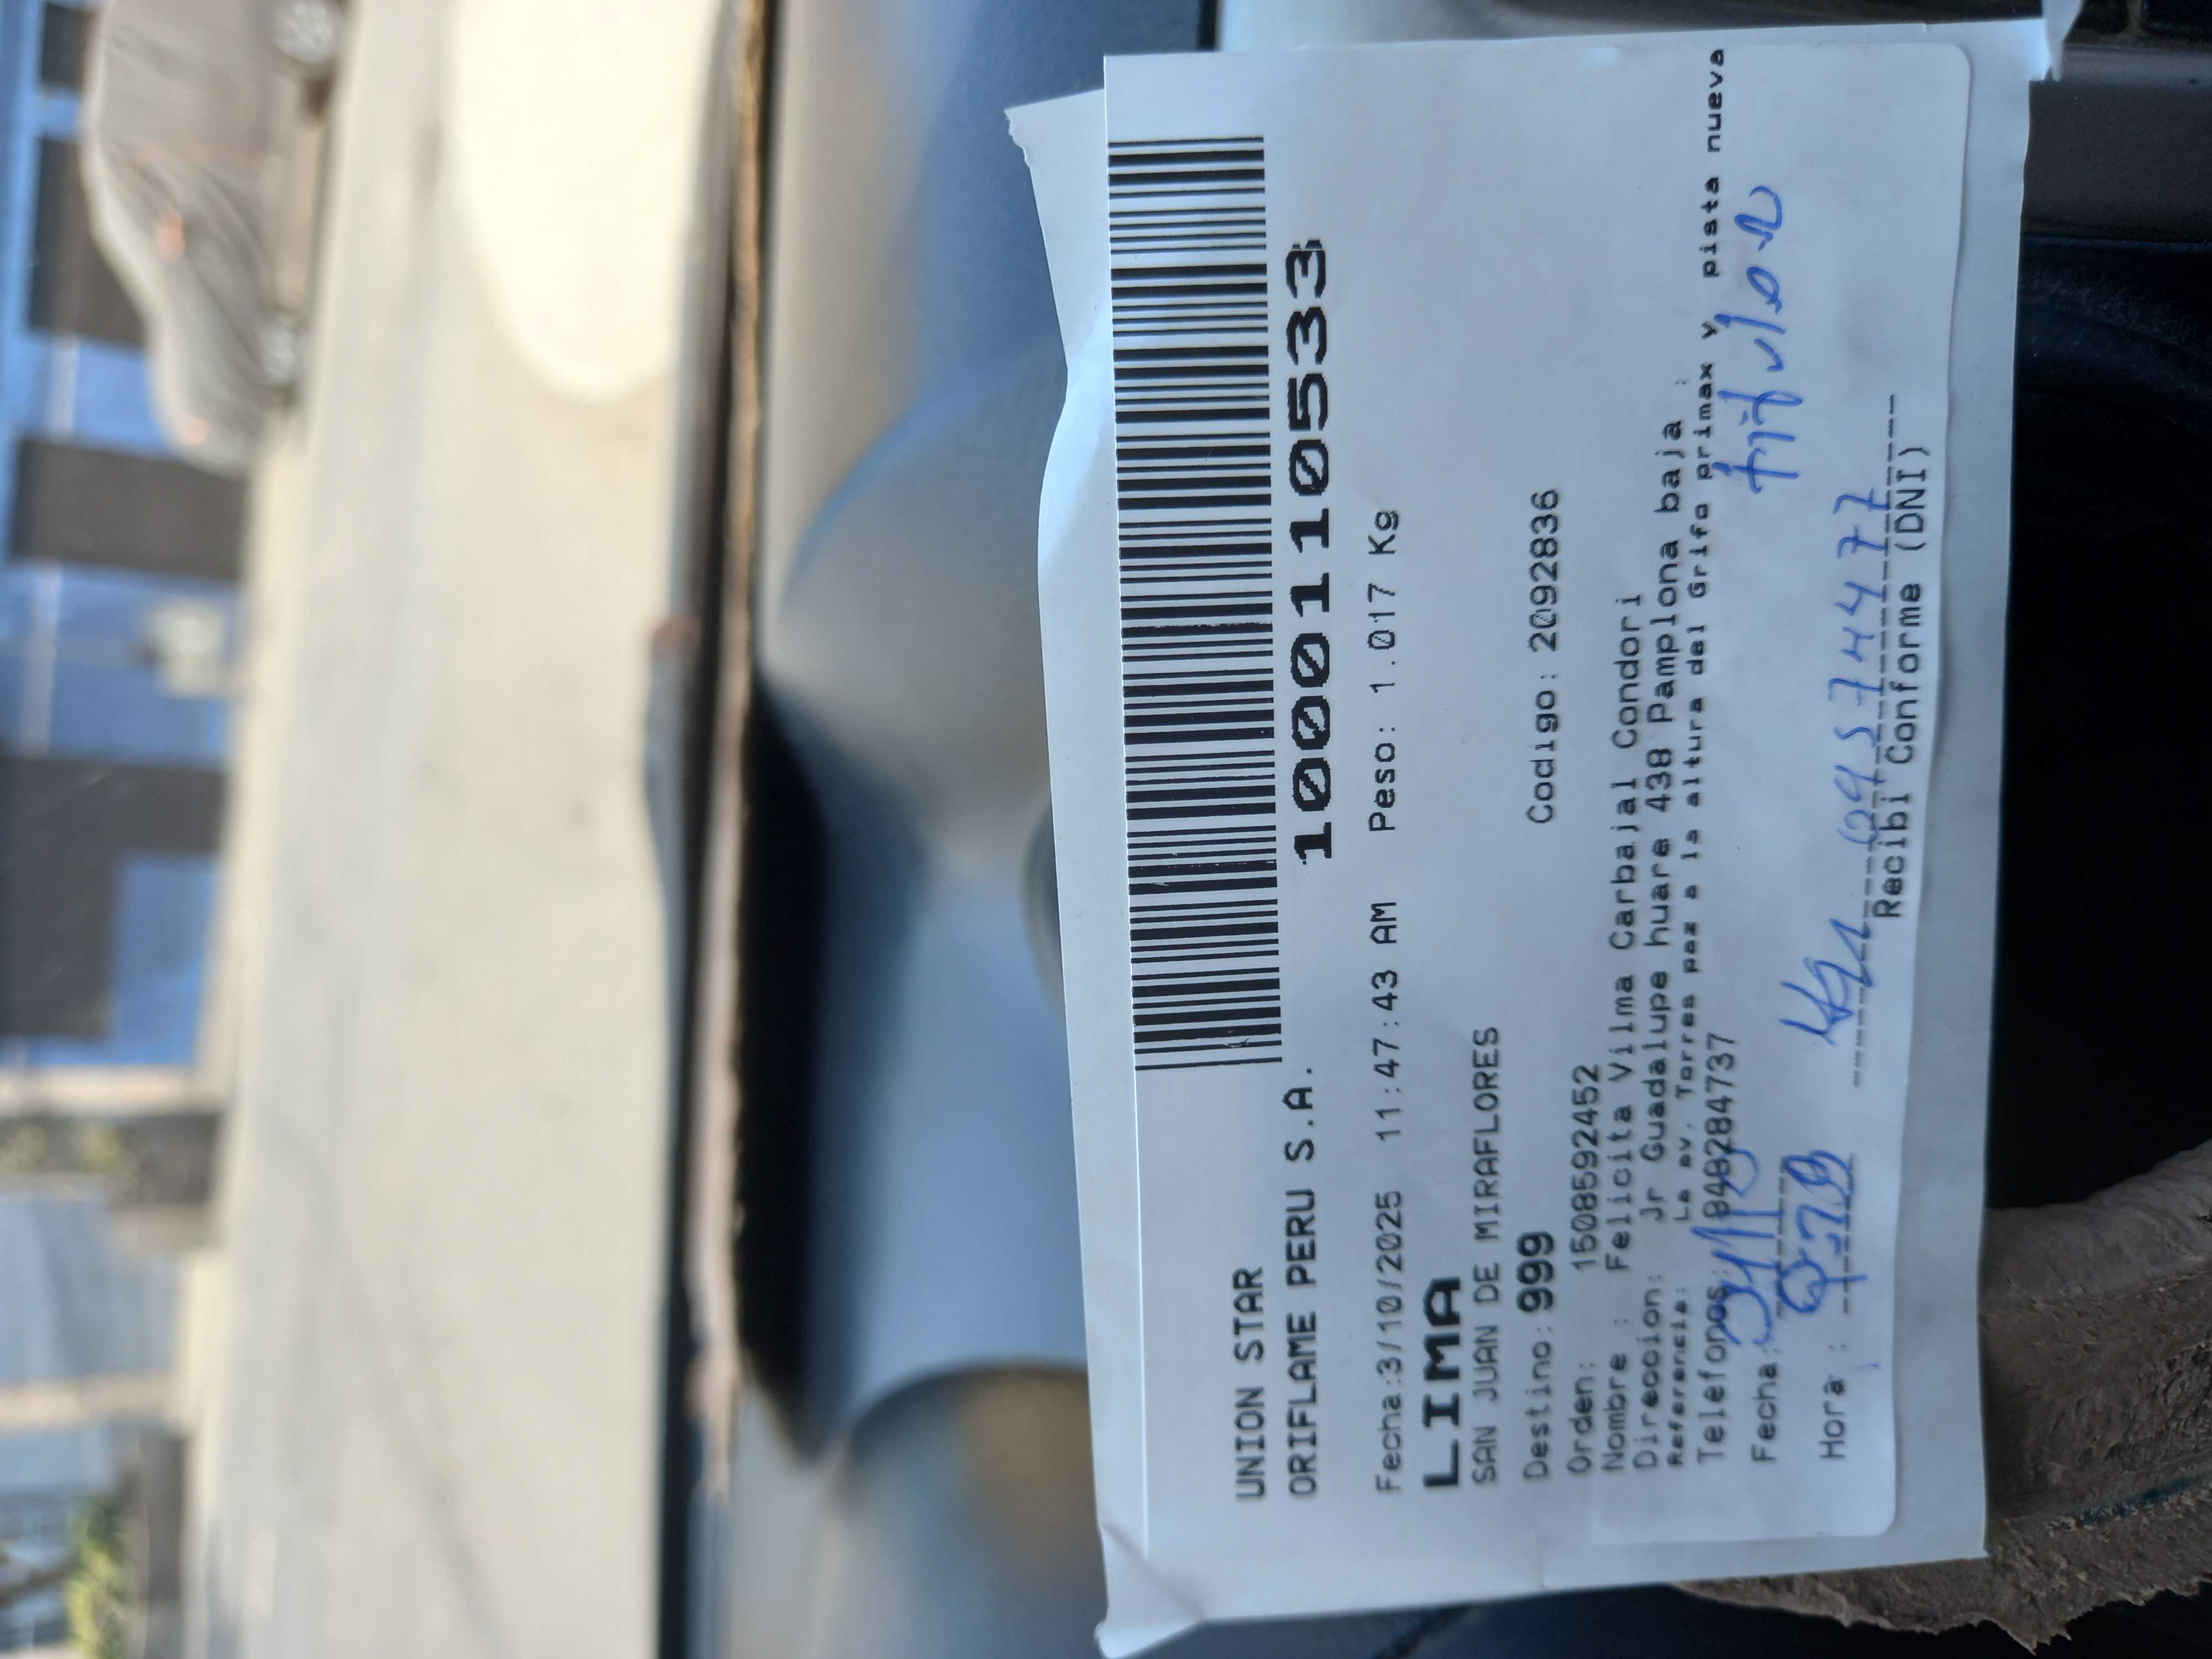 UNION STAR
ORIFLAME PERU S.A. 1000110533
Fecha:3/10/2025 11:47:43 AM Peso: 1.017 Kg
LIMA
SAN JUAN DE MIRAFLORES
Destino: 999 Codigo: 2092836
Orden: 1508592452
Nombre : Felicita Vilma Carbajal Condori
Direccion: Jr Guadalupe huare 438 Pamplona baja
Referencia: La av. Torres paz a la altura del Grifo primax y pista nueva
Telefonos: 948284737
Fecha: titular
Hora :
Recibi Conforme (DNI)